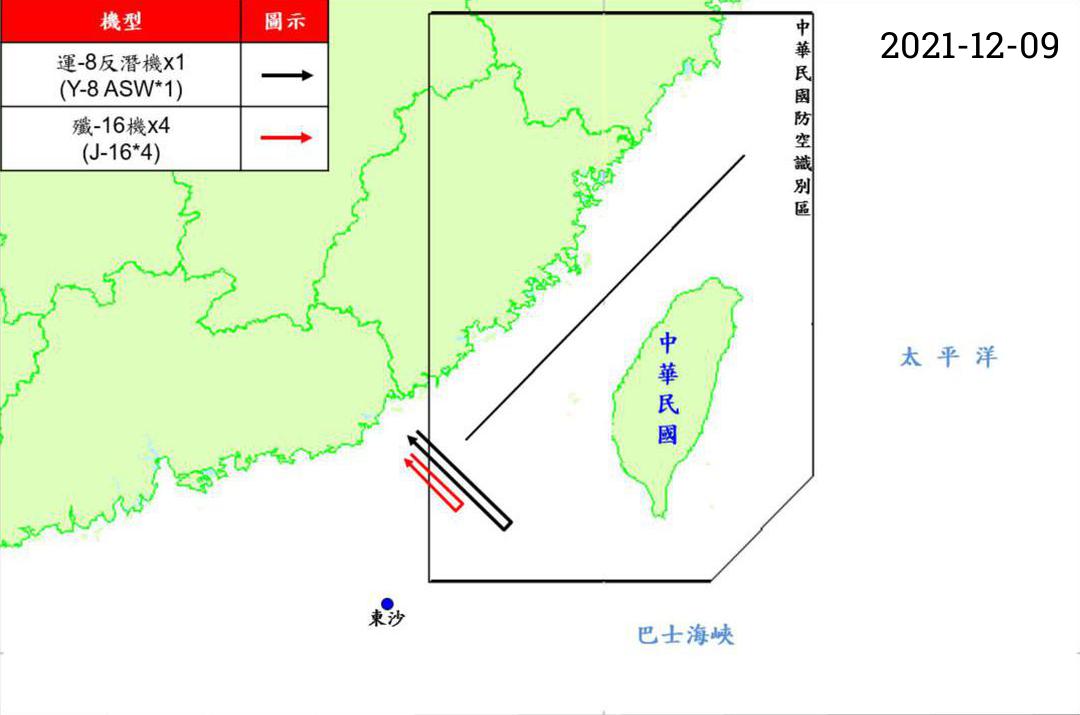 機型 圖示
運-8反潛機x1
(Y-8 ASW*1)
殲-16機x4
(J-16*4)
2021-12-09
中華民國防空識別區
中華民國
太平洋
東沙
巴士海峽